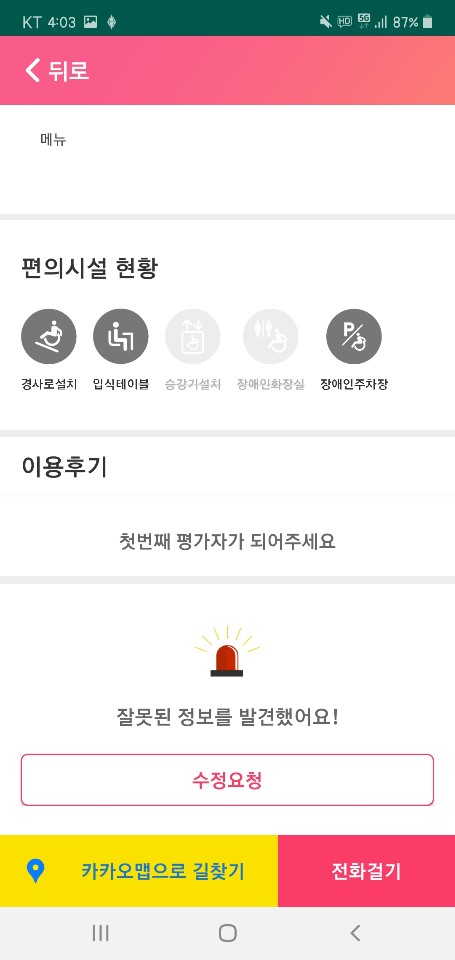 KT 4:03 HD 5G 87%
뒤로
메뉴
편의시설 현황
P
경사로설치 입식테이블 승강기설치 장애인화장실 장애인주차장
이용후기
첫번째 평가자가 되어주세요
잘못된 정보를 발견했어요!
수정요청
카카오맵으로 길찾기 전화걸기